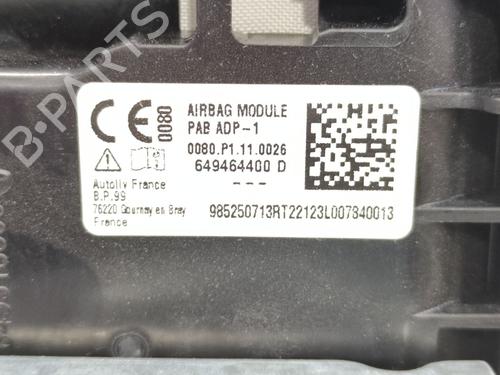 B-PARTS
CE 0080
AIRBAG MODULE
PAB ADP-1
0080.P1.11.0026
649464400 D
---
Autoliv France
B.P.99
76220 Gournay en Bray
France
985250713RT22123L007840013